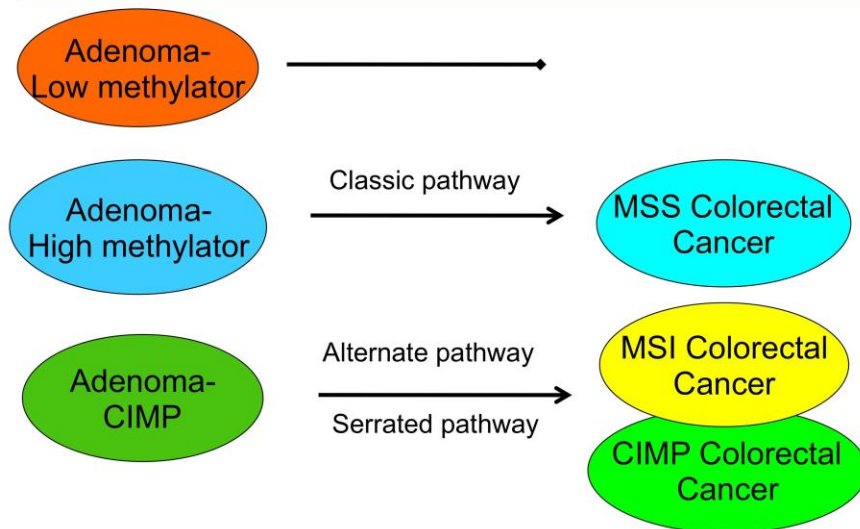 Adenoma-
Low methylator
Adenoma-
High methylator
Classic pathway
MSS Colorectal
Cancer
Adenoma-
CIMP
Alternate pathway
Serrated pathway
MSI Colorectal
Cancer
CIMP Colorectal
Cancer